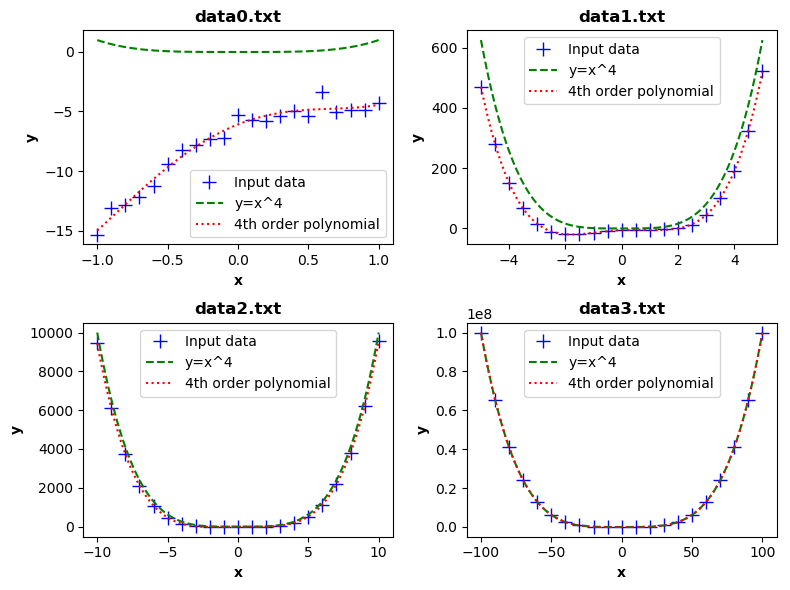 data0.txt
0
−5
−10
−15
y
Input data
y=x^4
4th order polynomial
−1.0
−0.5
0.0
0.5
1.0
x
data1.txt
600
400
200
0
y
Input data
y=x^4
4th order polynomial
−4
−2
0
2
4
x
data2.txt
10000
8000
6000
4000
2000
0
y
Input data
y=x^4
4th order polynomial
−10
−5
0
5
10
x
data3.txt
1e8
1.0
0.8
0.6
0.4
0.2
0.0
y
Input data
y=x^4
4th order polynomial
−100
−50
0
50
100
x